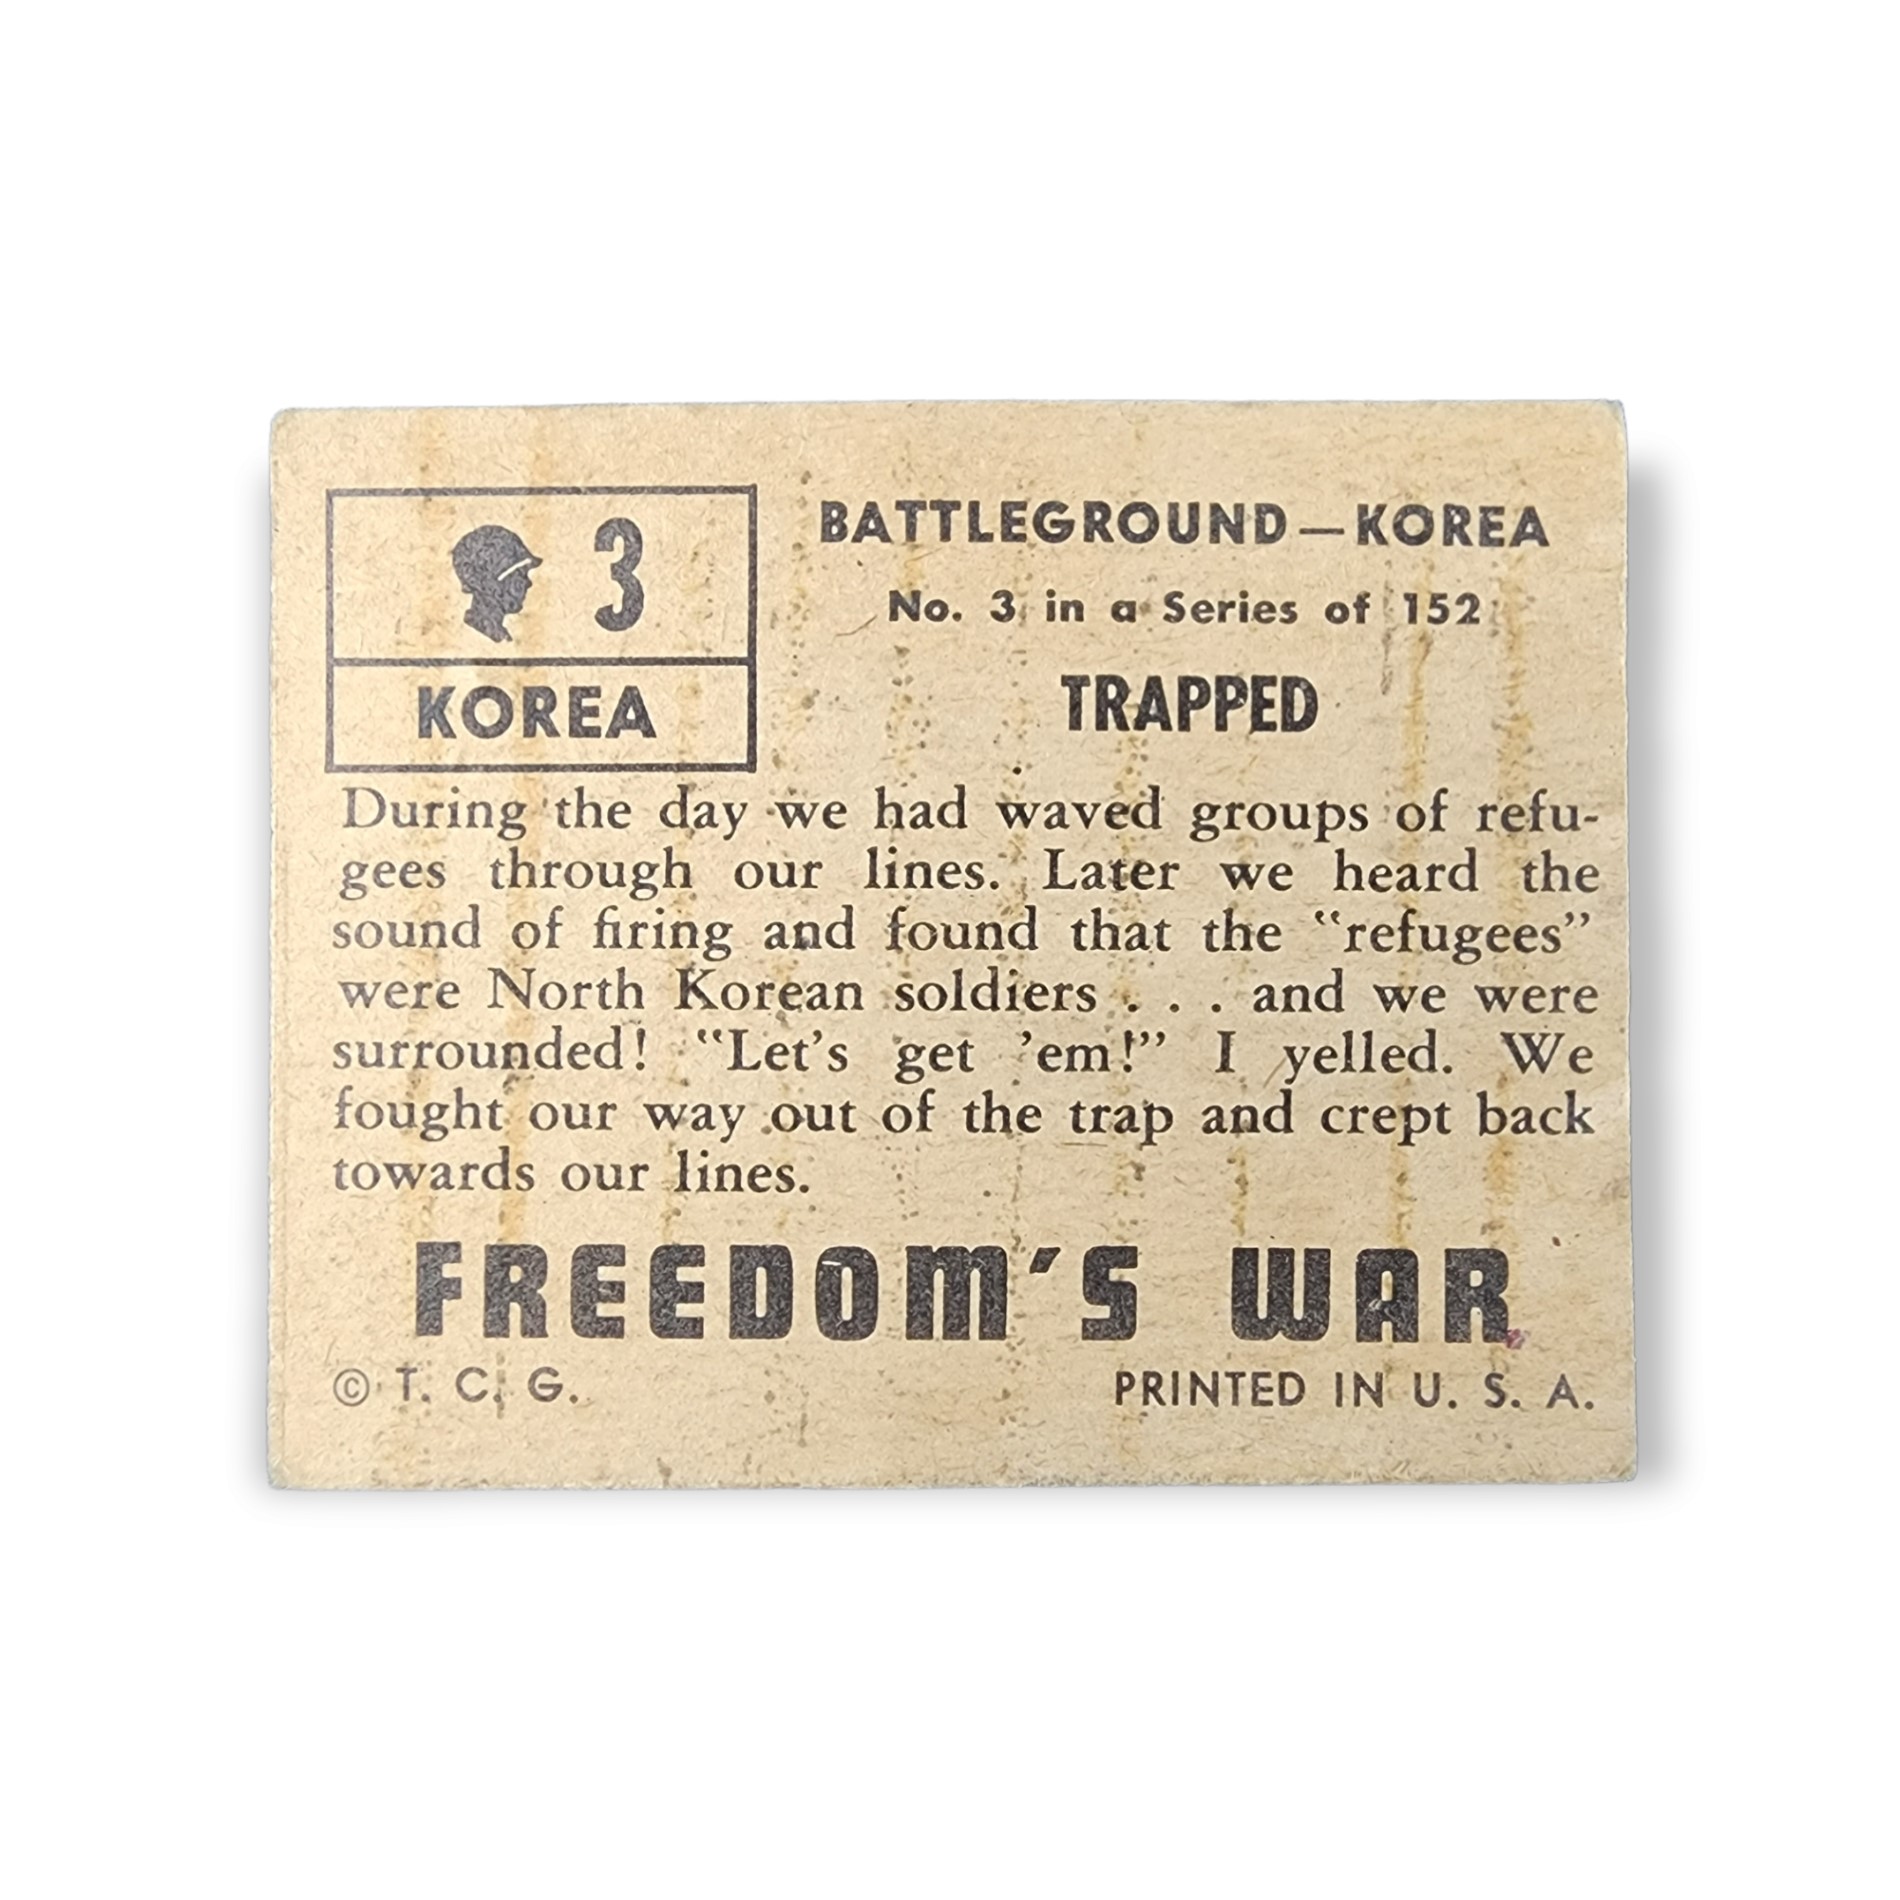 3
KOREA
BATTLEGROUND—KOREA
No. 3 in a Series of 152
TRAPPED
During the day we had waved groups of refu-
gees through our lines. Later we heard the
sound of firing and found that the “refugees”
were North Korean soldiers . . . and we were
surrounded! “Let’s get ’em!” I yelled. We
fought our way out of the trap and crept back
towards our lines.
FREEDOM’S WAR
© T. C. G.
PRINTED IN U. S. A.